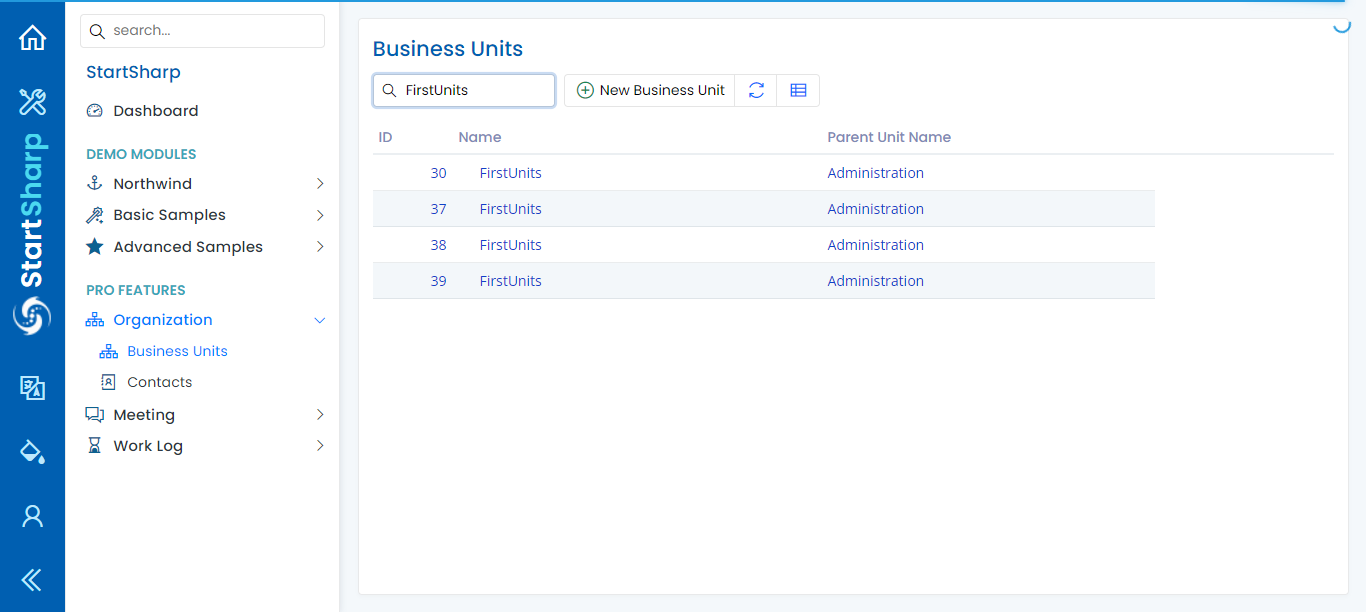 StartSharp
search...
StartSharp
Dashboard
DEMO MODULES
Northwind
Basic Samples
Advanced Samples
PRO FEATURES
Organization
Business Units
Contacts
Meeting
Work Log
Business Units
FirstUnits
New Business Unit
ID Name Parent Unit Name
30 FirstUnits Administration
37 FirstUnits Administration
38 FirstUnits Administration
39 FirstUnits Administration